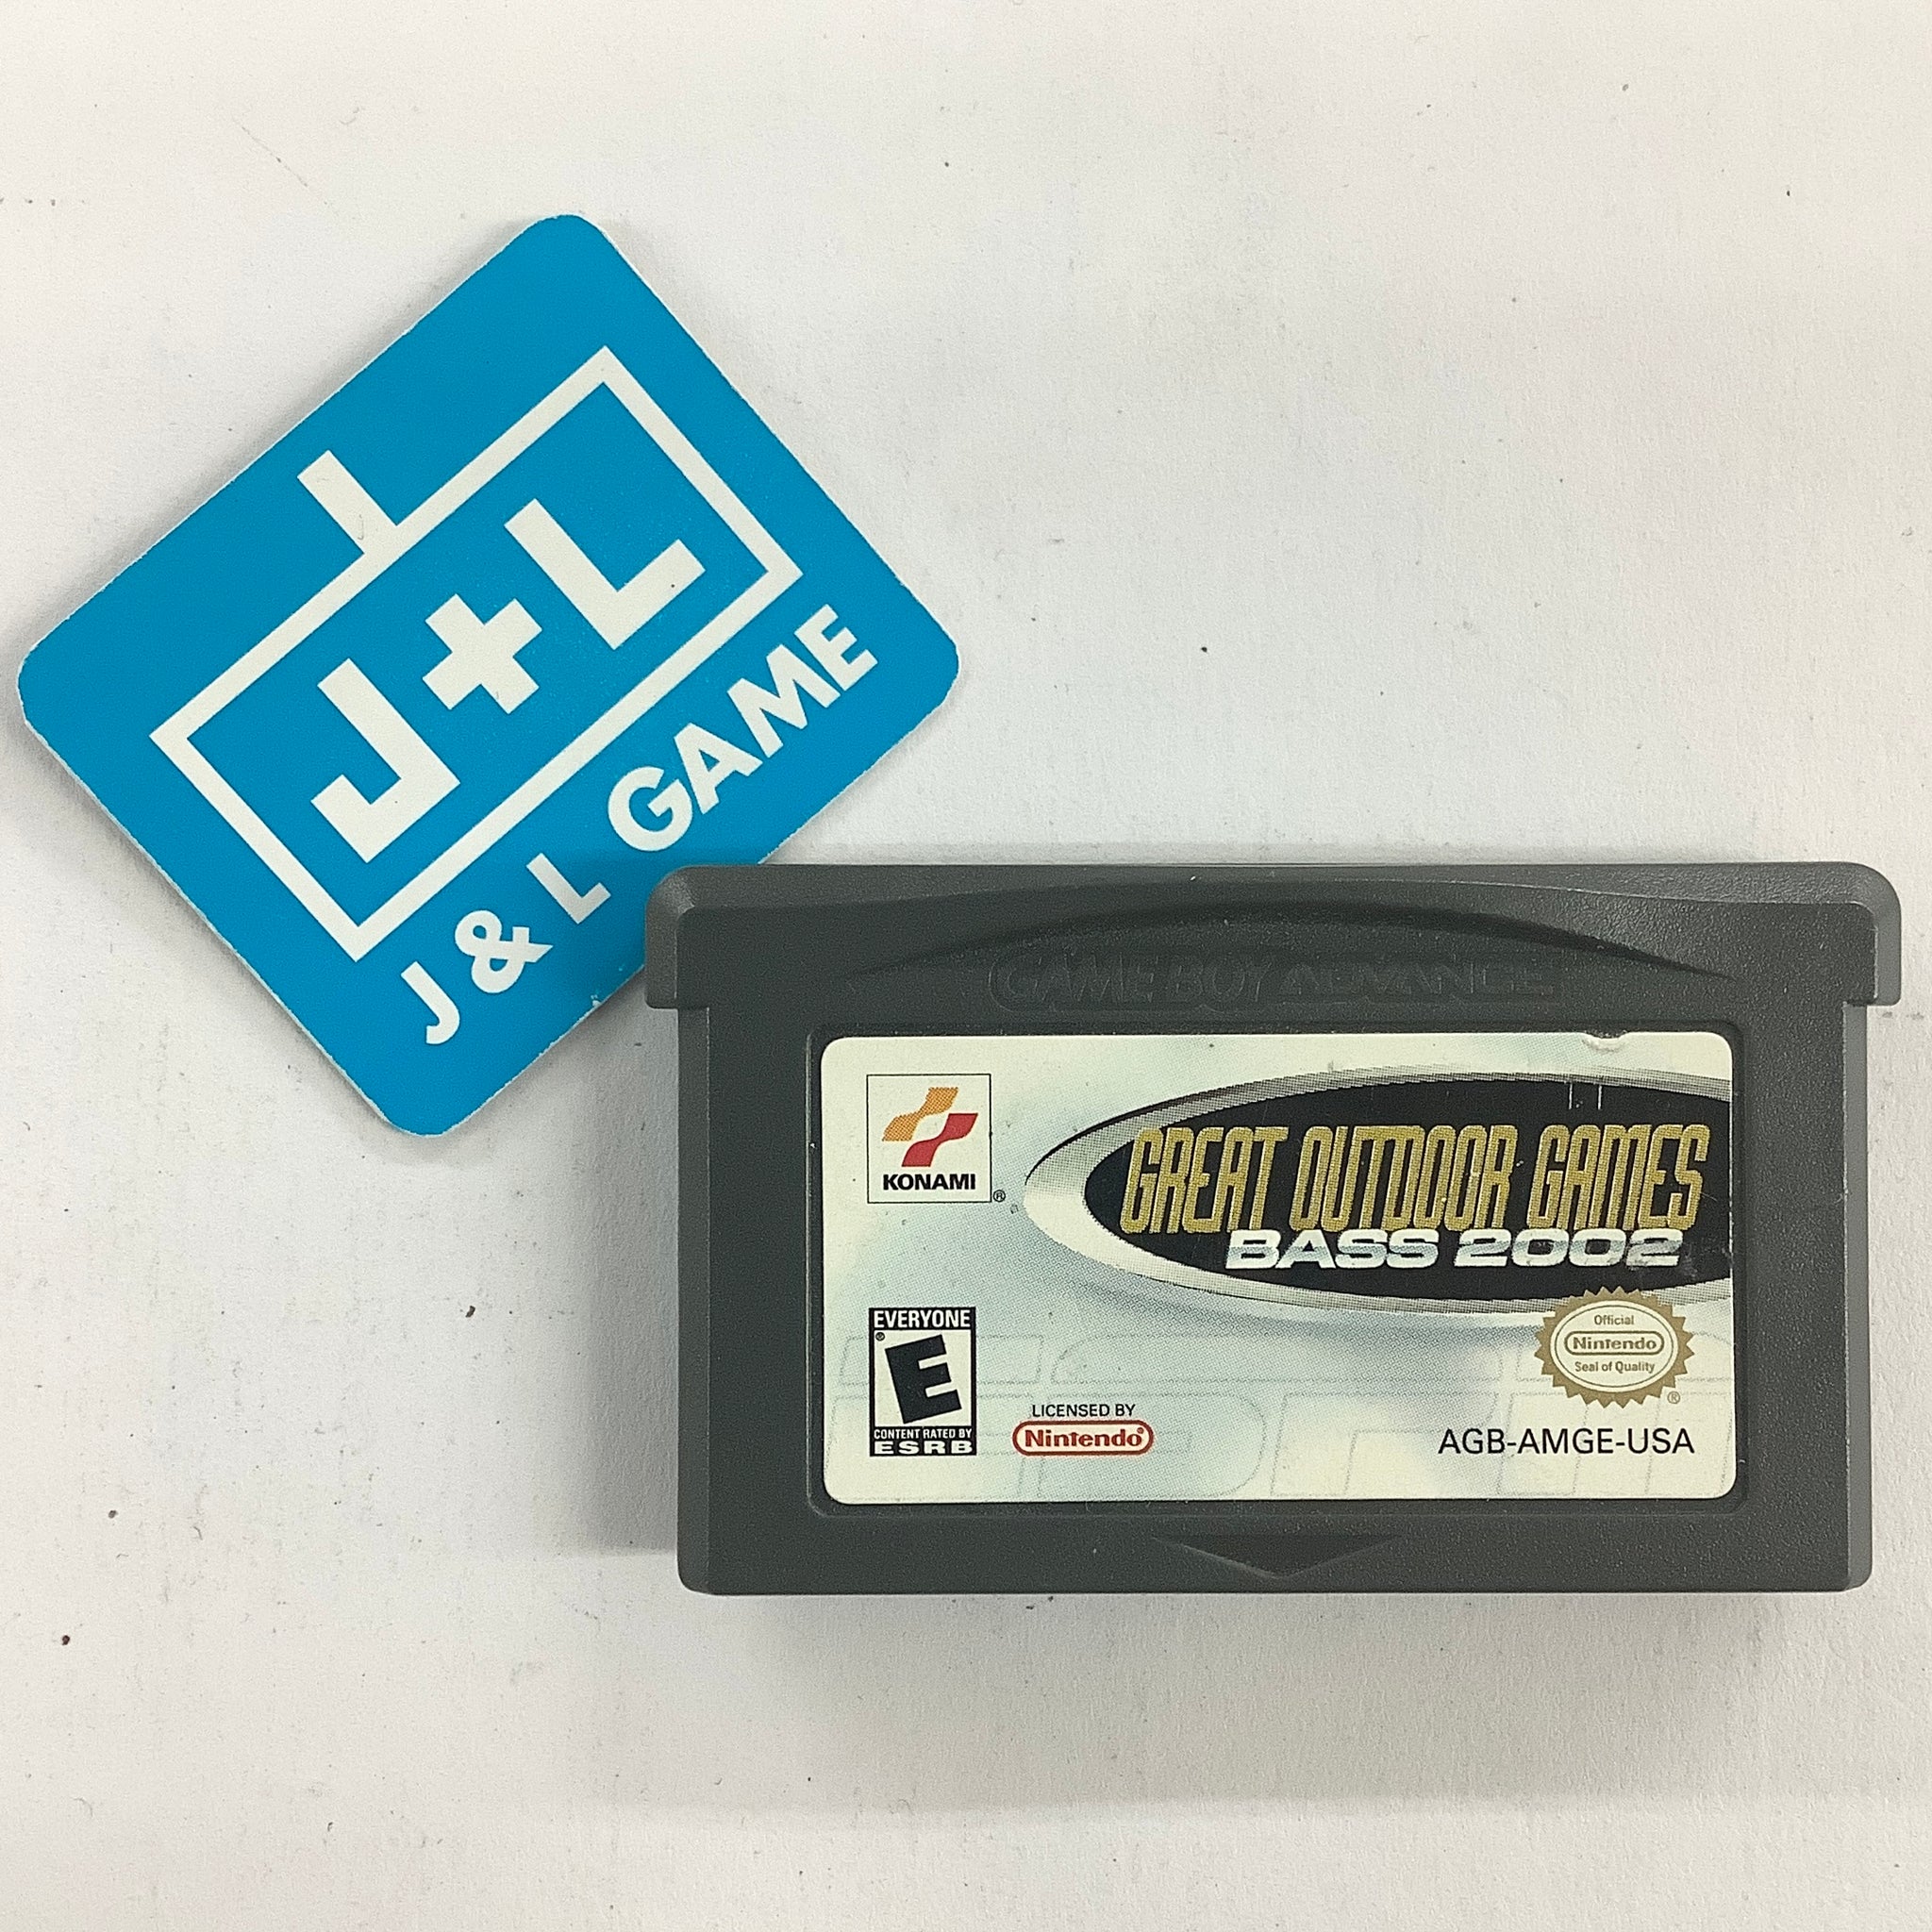 J+L
J & L GAME
GAME BOY ADVANCE
KONAMI
®
GREAT OUTDOOR GAMES
BASS 2002
EVERYONE
E
®
CONTENT RATED BY
ESRB
LICENSED BY
Nintendo®
Official
Nintendo
Seal of Quality
®
AGB-AMGE-USA
ESPN